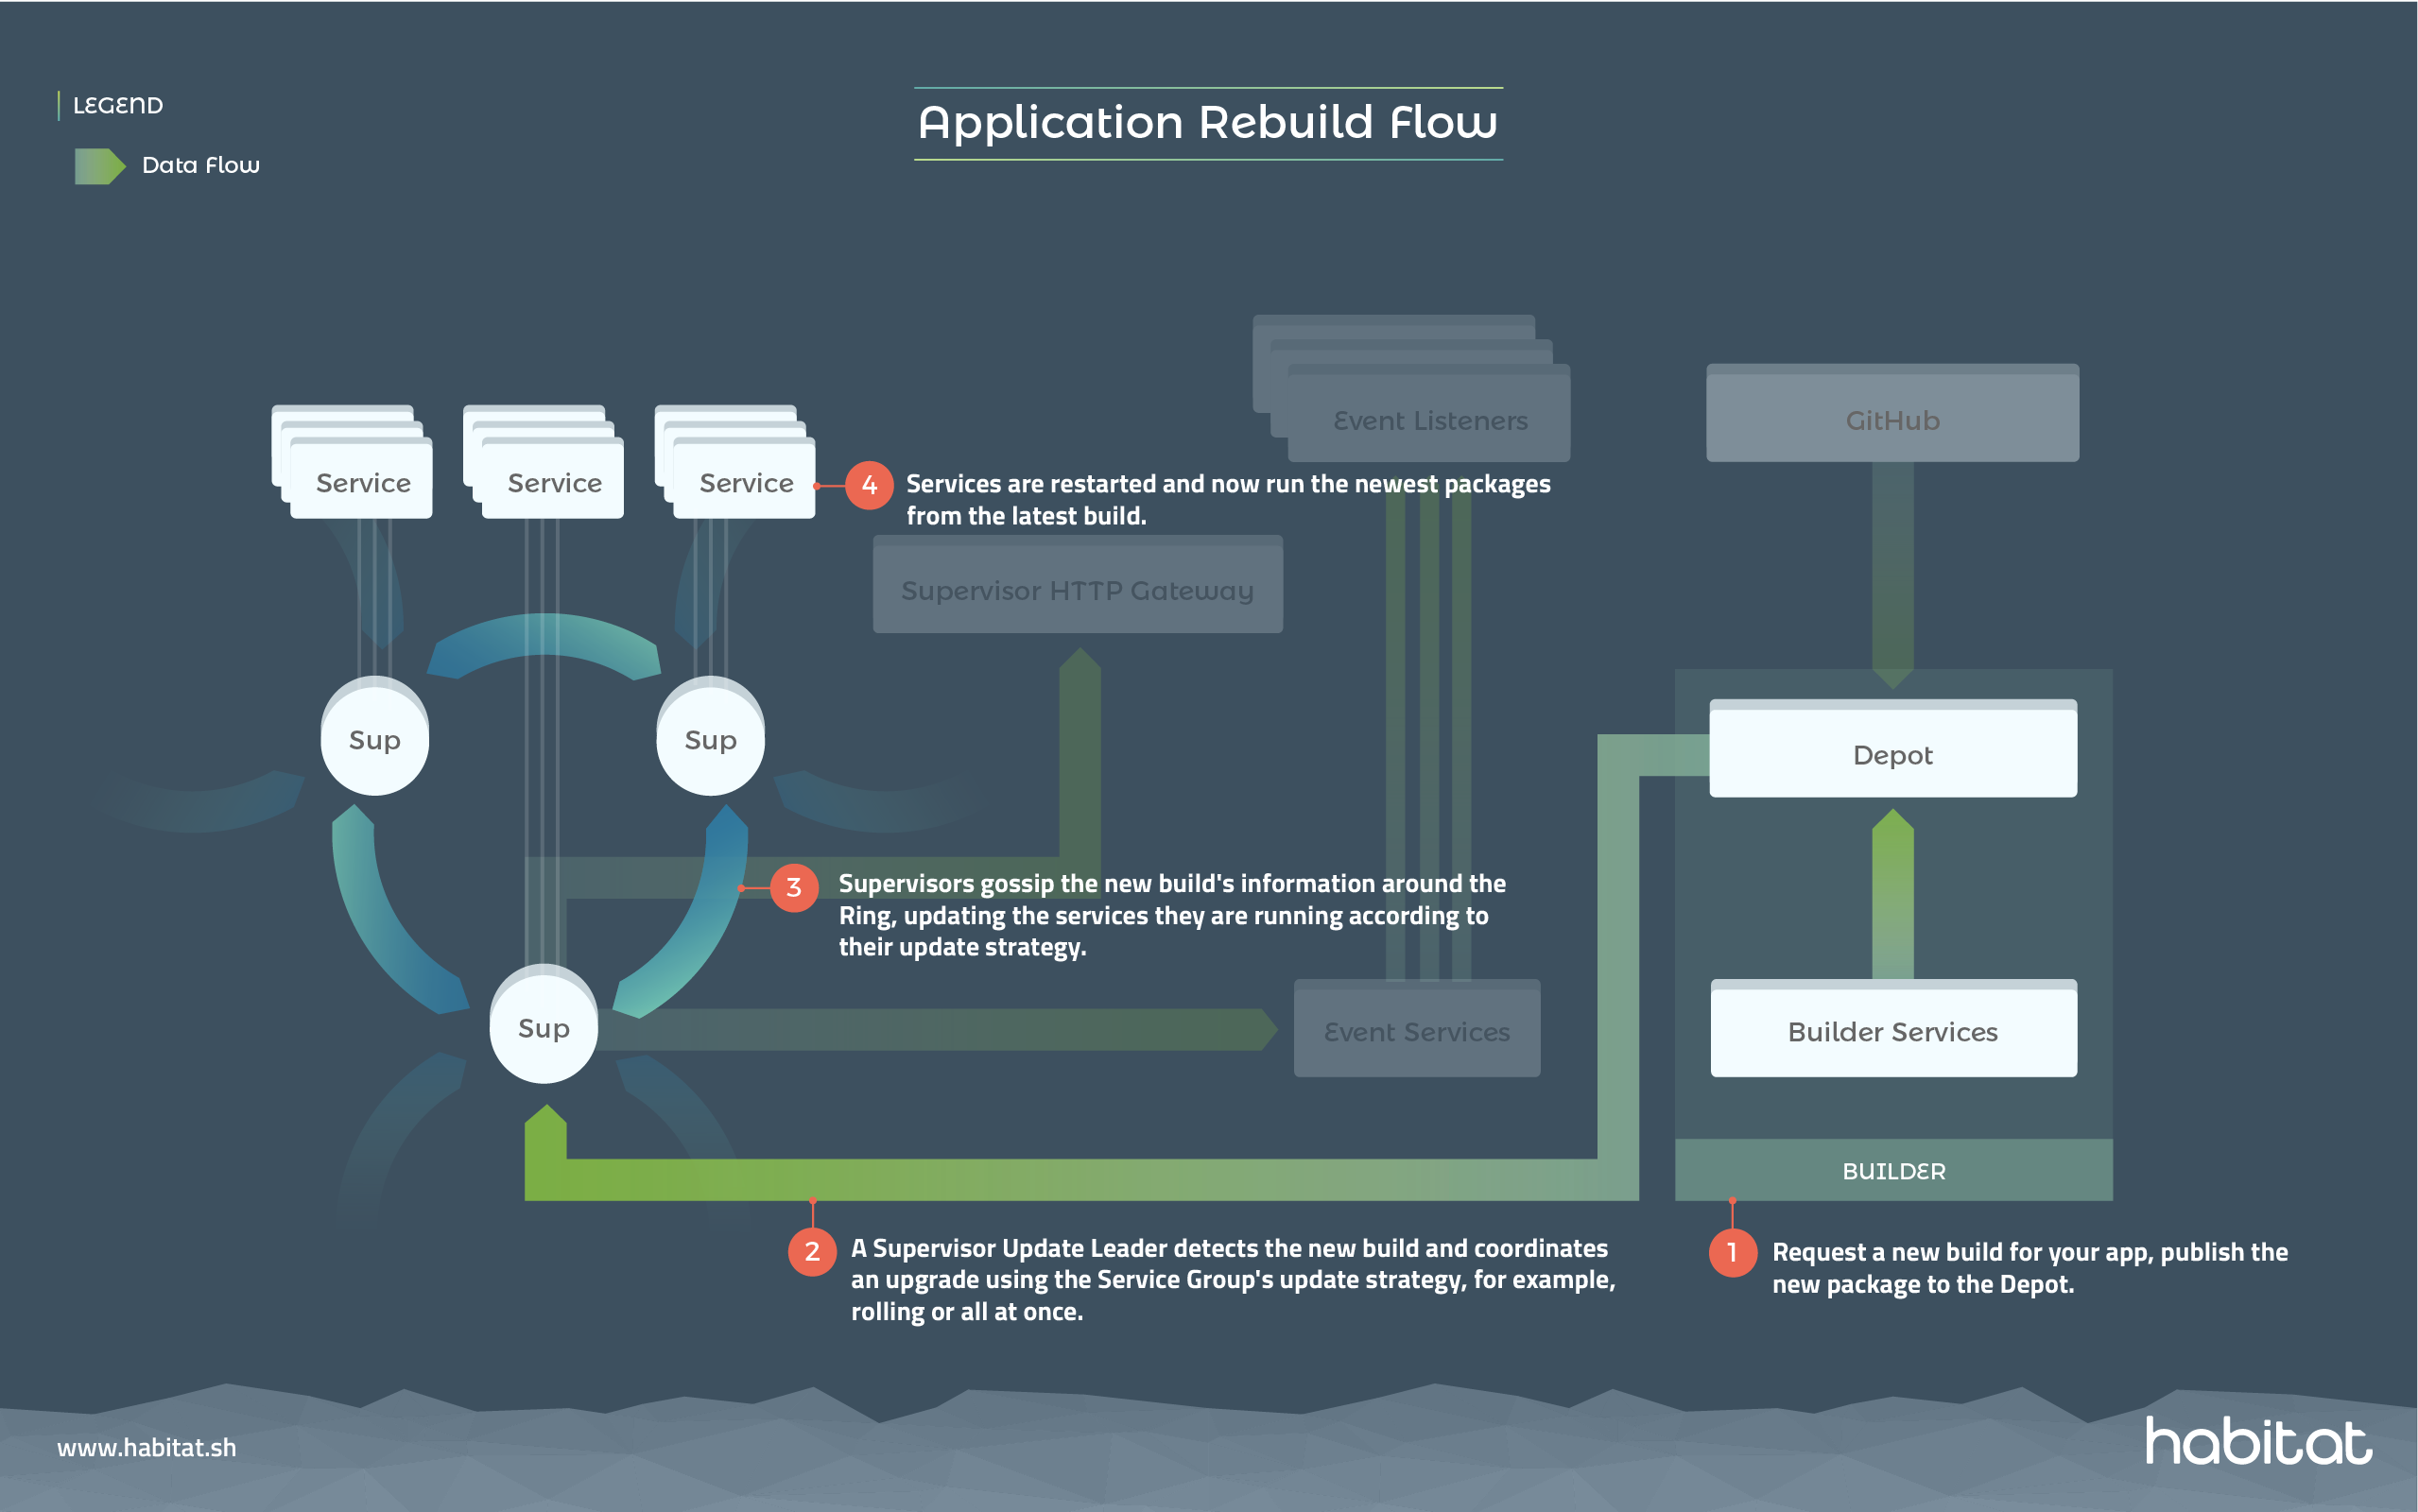 LEGEND
Data Flow
Application Rebuild Flow
Event Listeners
GitHub
Service
Service
Service
4
Services are restarted and now run the newest packages
from the latest build.
Supervisor HTTP Gateway
Sup
Sup
Depot
3
Supervisors gossip the new build's information around the
Ring, updating the services they are running according to
their update strategy.
Sup
Event Services
Builder Services
BUILDER
2
A Supervisor Update Leader detects the new build and coordinates
an upgrade using the Service Group's update strategy, for example,
rolling or all at once.
1
Request a new build for your app, publish the
new package to the Depot.
www.habitat.sh
habitat